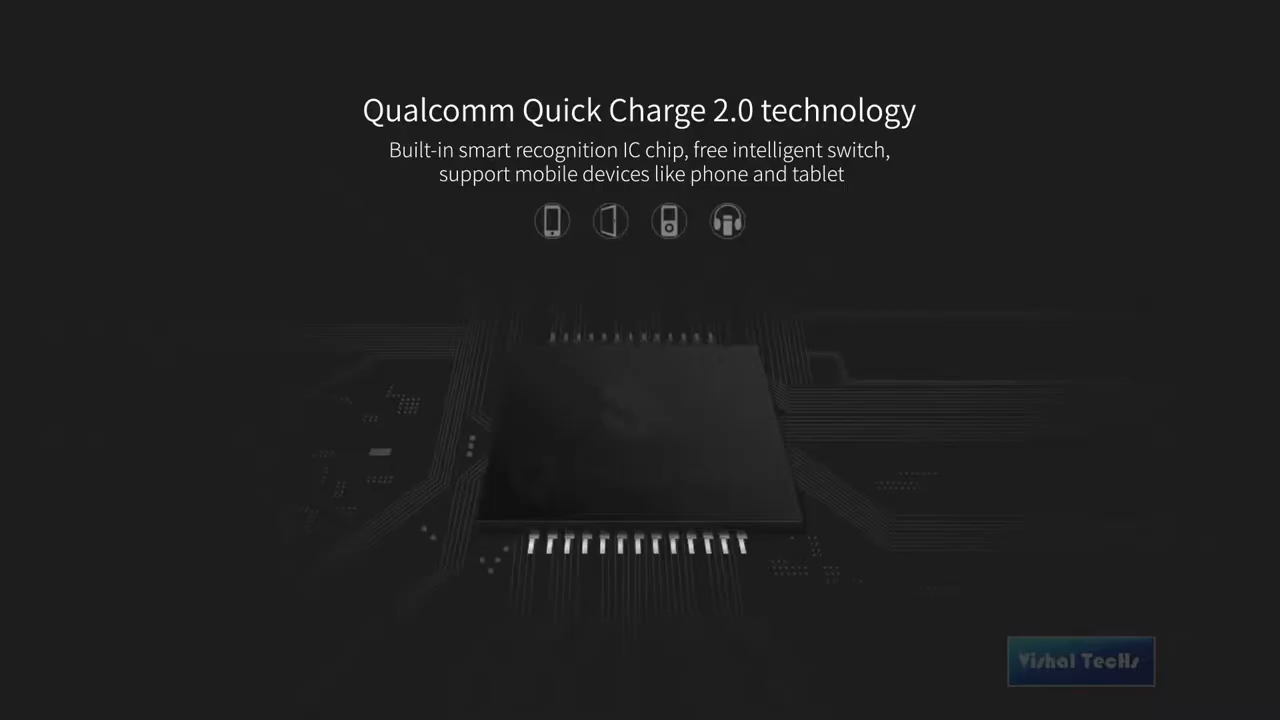 Qualcomm Quick Charge 2.0 technology
Built-in smart recognition IC chip, free intelligent switch,
support mobile devices like phone and tablet
Vishal TecHs